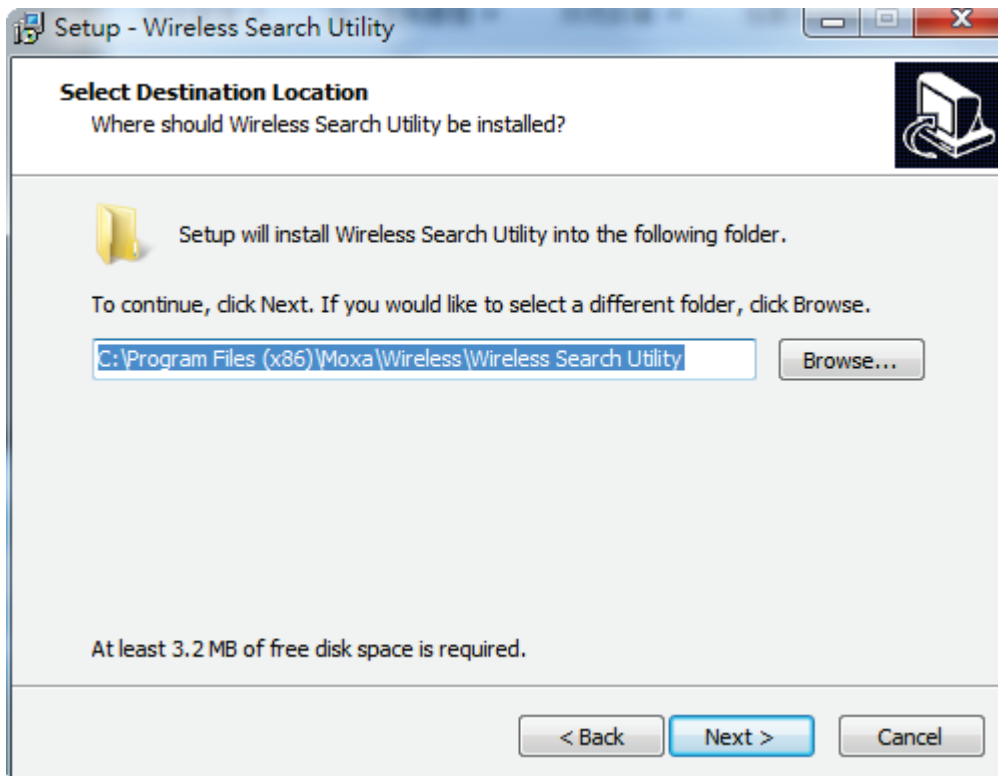 Setup - Wireless Search Utility
Select Destination Location
Where should Wireless Search Utility be installed?
Setup will install Wireless Search Utility into the following folder.
To continue, click Next. If you would like to select a different folder, click Browse.
C:\Program Files (x86)\Moxa\Wireless\Wireless Search Utility
Browse...
At least 3.2 MB of free disk space is required.
< Back
Next >
Cancel